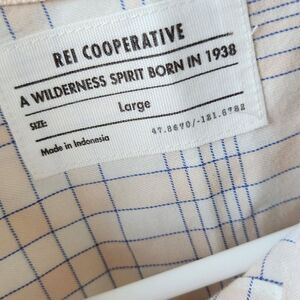 REI COOPERATIVE
A WILDERNESS SPIRIT BORN IN 1938
SIZE: Large
Made in Indonesia
47.8670/-121.6782